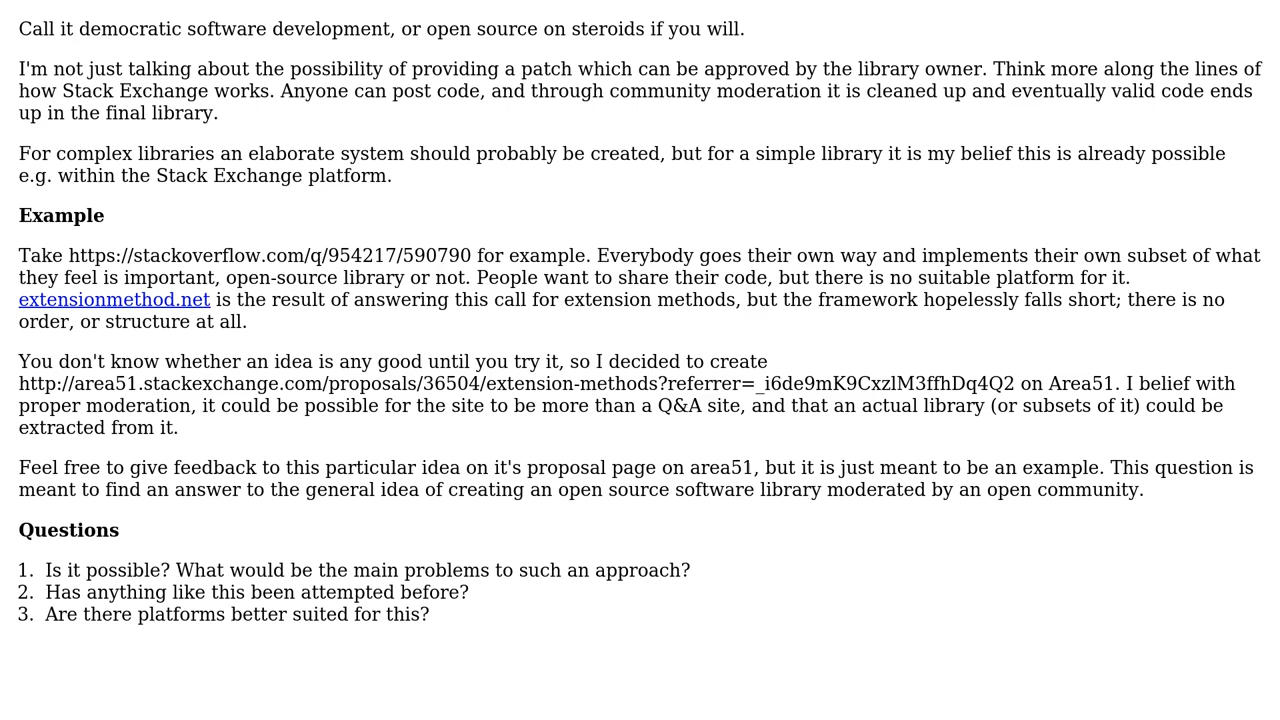 Call it democratic software development, or open source on steroids if you will.
I'm not just talking about the possibility of providing a patch which can be approved by the library owner. Think more along the lines of
how Stack Exchange works. Anyone can post code, and through community moderation it is cleaned up and eventually valid code ends
up in the final library.
For complex libraries an elaborate system should probably be created, but for a simple library it is my belief this is already possible
e.g. within the Stack Exchange platform.
Example
Take https://stackoverflow.com/q/954217/590790 for example. Everybody goes their own way and implements their own subset of what
they feel is important, open-source library or not. People want to share their code, but there is no suitable platform for it.
extensionmethod.net is the result of answering this call for extension methods, but the framework hopelessly falls short; there is no
order, or structure at all.
You don't know whether an idea is any good until you try it, so I decided to create
http://area51.stackexchange.com/proposals/36504/extension-methods?referrer=_i6de9mK9CxzlM3ffhDq4Q2 on Area51. I belief with
proper moderation, it could be possible for the site to be more than a Q&A site, and that an actual library (or subsets of it) could be
extracted from it.
Feel free to give feedback to this particular idea on it's proposal page on area51, but it is just meant to be an example. This question is
meant to find an answer to the general idea of creating an open source software library moderated by an open community.
Questions
1. Is it possible? What would be the main problems to such an approach?
2. Has anything like this been attempted before?
3. Are there platforms better suited for this?